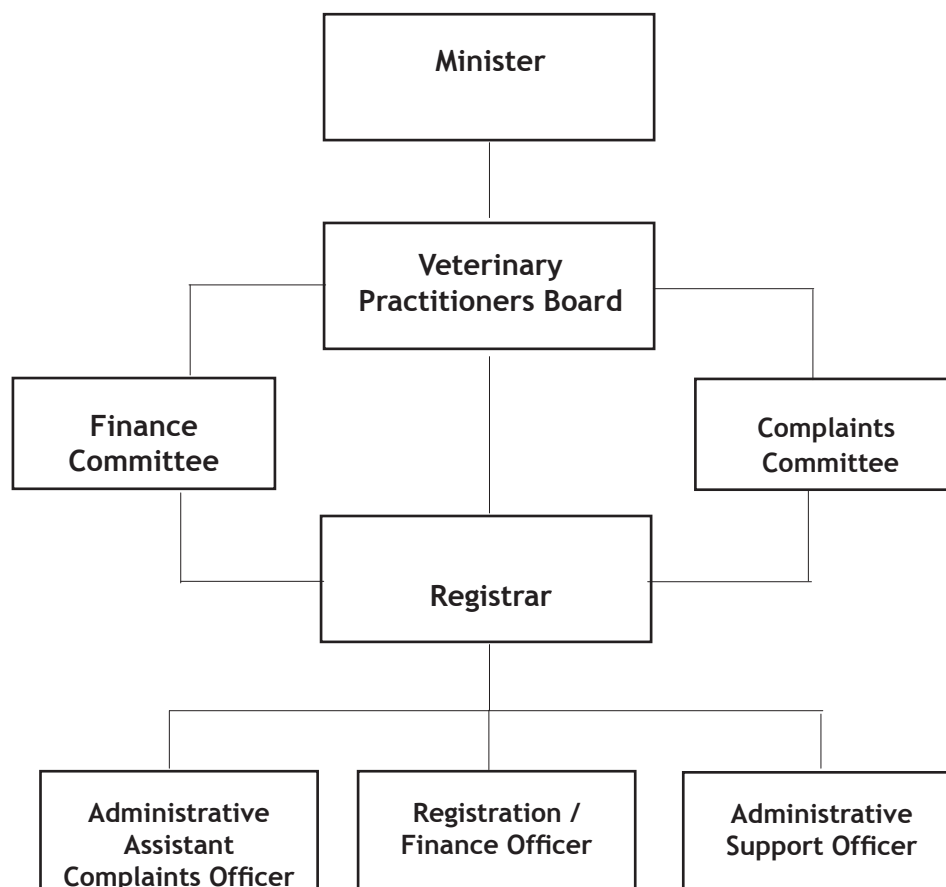 Minister
Veterinary
Practitioners Board
Finance
Committee
Complaints
Committee
Registrar
Administrative
Assistant
Complaints Officer
Registration /
Finance Officer
Administrative
Support Officer